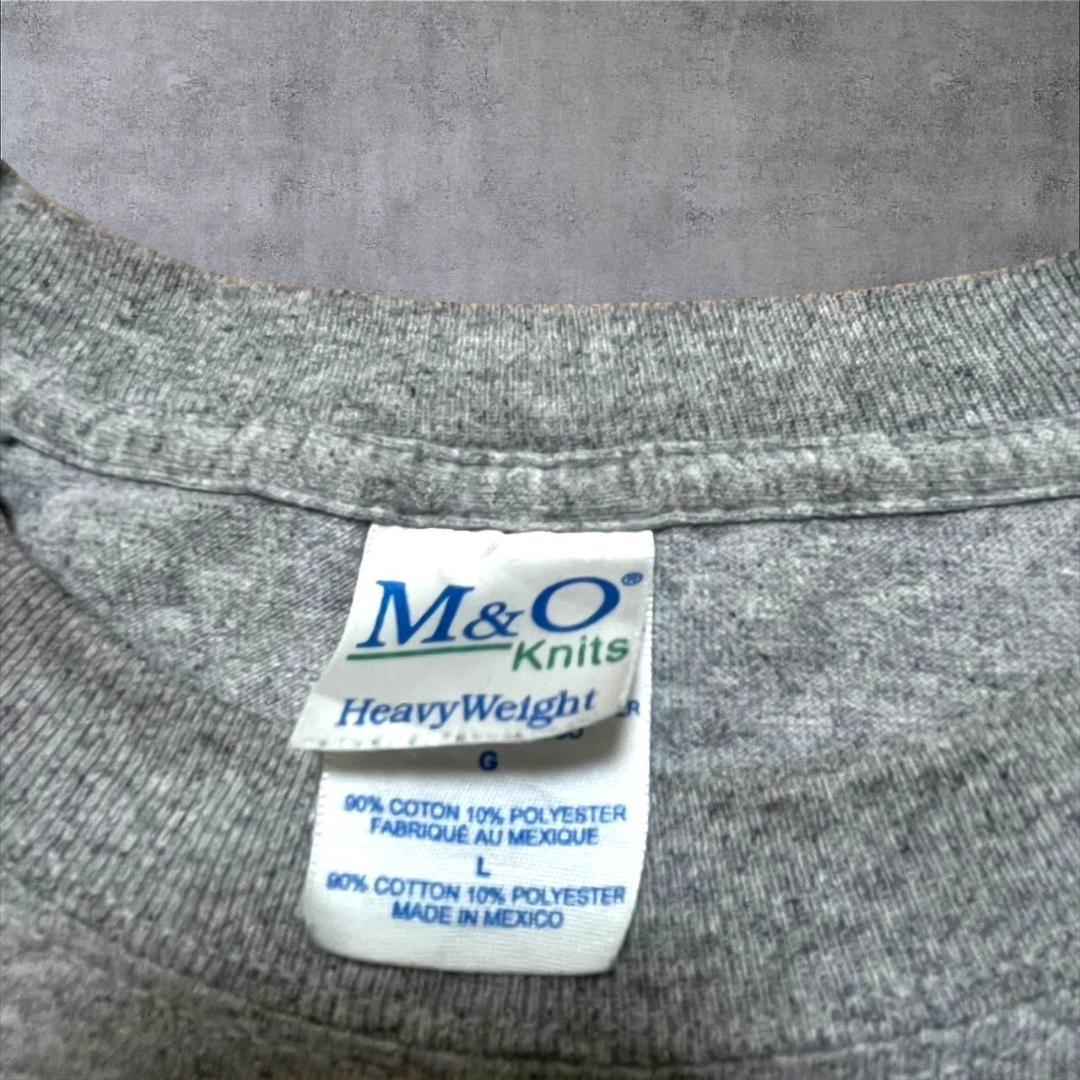 M&O®
Knits
HeavyWeight
G
90% COTON 10% POLYESTER
FABRIQUÉ AU MEXIQUE
L
90% COTTON 10% POLYESTER
MADE IN MEXICO